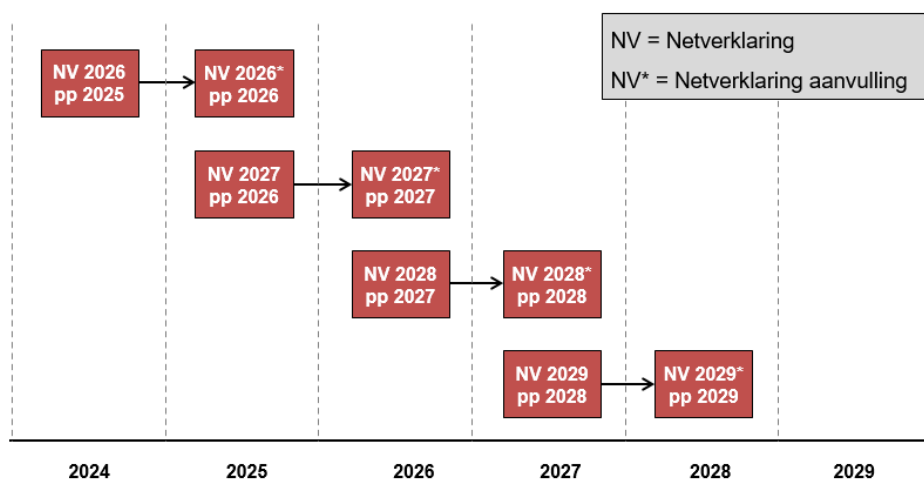 NV = Netverklaring
NV* = Netverklaring aanvulling
NV 2026
pp 2025
NV 2026*
pp 2026
NV 2027
pp 2026
NV 2027*
pp 2027
NV 2028
pp 2027
NV 2028*
pp 2028
NV 2029
pp 2028
NV 2029*
pp 2029
2024
2025
2026
2027
2028
2029